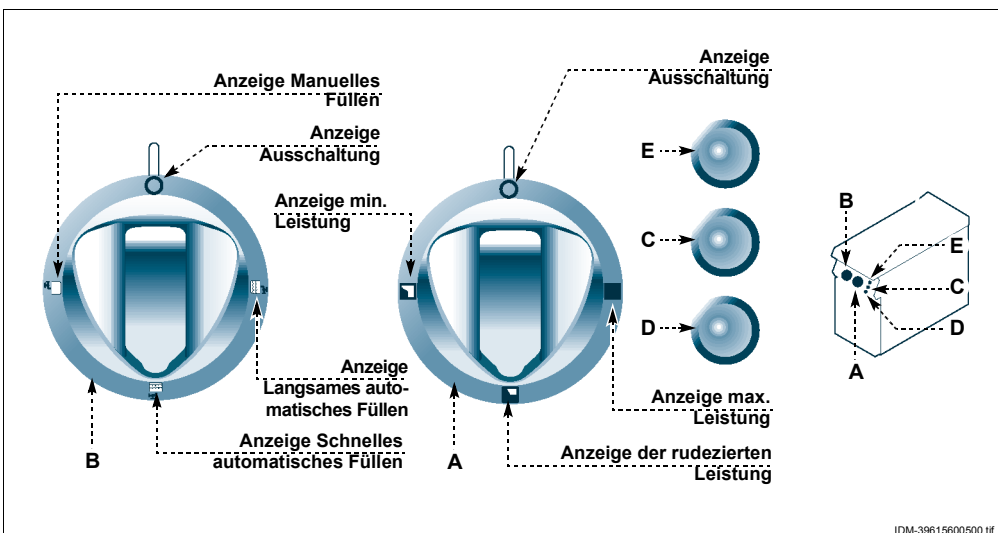 Anzeige Manuelles
Füllen
Anzeige
Ausschaltung
Anzeige min.
Leistung
Anzeige
Ausschaltung
E
C
D
B
E
C
D
A
Anzeige
Langsames auto-
matisches Füllen
Anzeige Schnelles
automatisches Füllen
B
A
Anzeige max.
Leistung
Anzeige der rudezierten
Leistung
IDM-39615600500.tif